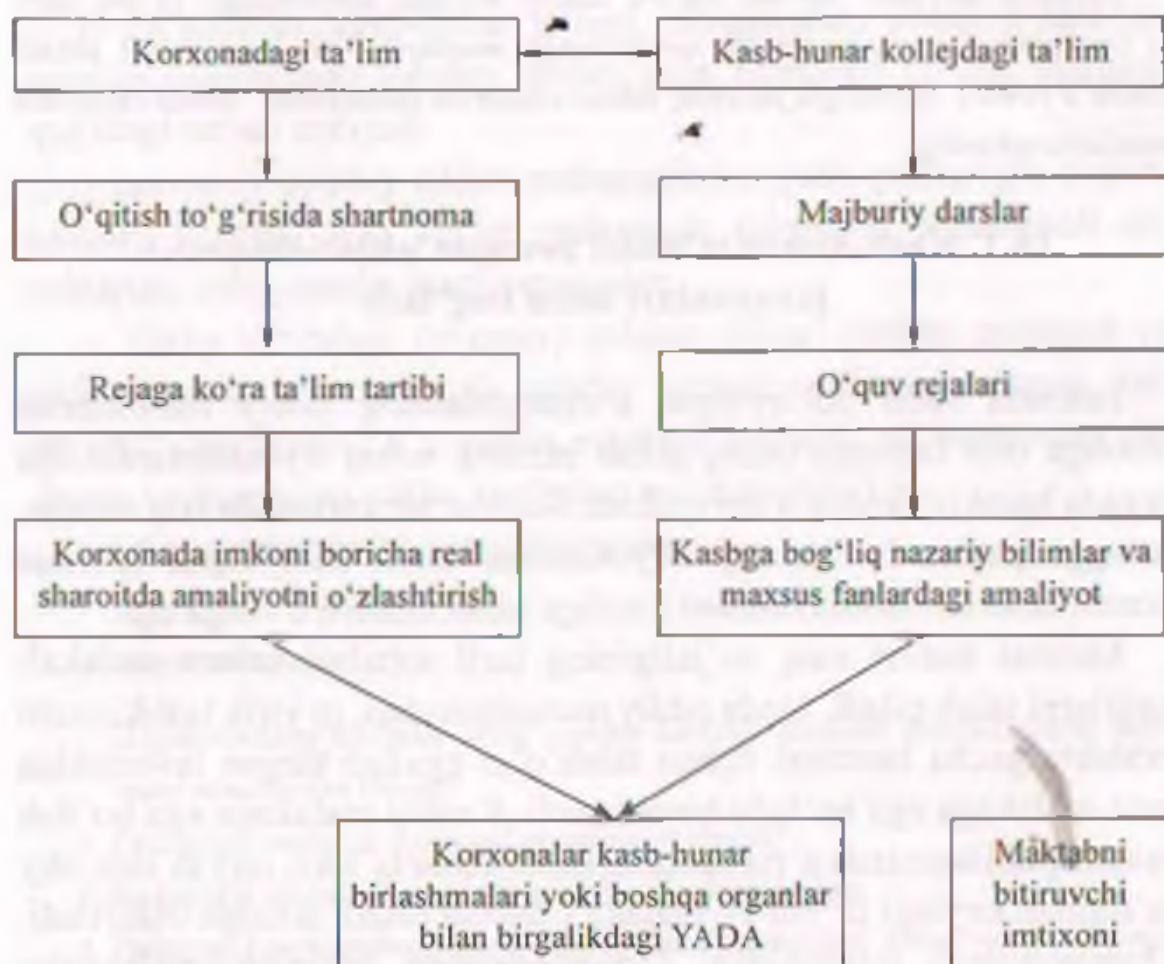 Korxonadagi ta’lim
Kasb-hunar kollejdagi ta’lim
O‘qitish to‘g‘risida shartnoma
Majburiy darslar
Rejaga ko‘ra ta’lim tartibi
O‘quv rejalari
Korxonada imkoni boricha real
sharoitda amaliyotni o‘zlashtirish
Kasbga bog‘liq nazariy bilimlar va
maxsus fanlardagi amaliyot
Korxonalar kasb-hunar
birlashmalari yoki boshqa organlar
bilan birgalikdagi YADA
Maktabni
bitiruvchi
imtixoni